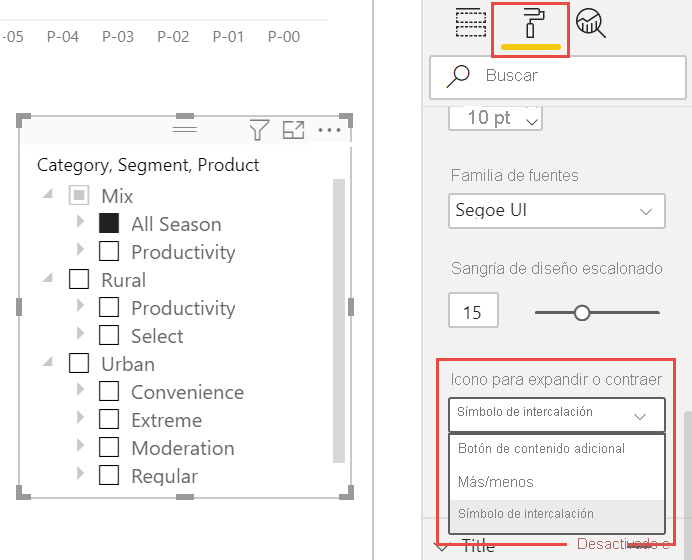 -05 P-04 P-03 P-02 P-01 P-00
Category, Segment, Product
Mix
All Season
Productivity
Rural
Productivity
Select
Urban
Convenience
Extreme
Moderation
Regular
Buscar
10 pt
Familia de fuentes
Segoe UI
Sangría de diseño escalonado
15
Icono para expandir o contraer
Símbolo de intercalación
Botón de contenido adicional
Más/menos
Símbolo de intercalación
Title Desactivado